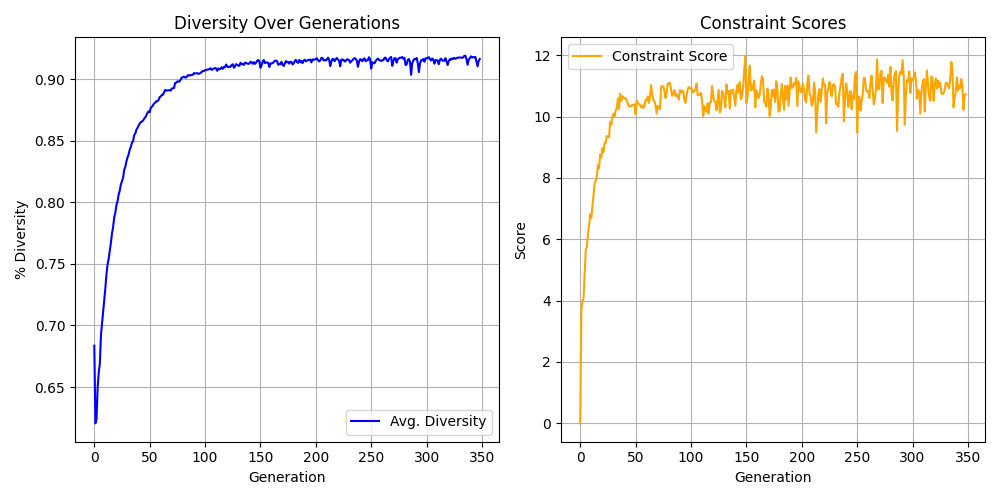 Diversity Over Generations
% Diversity
0.90
0.85
0.80
0.75
0.70
0.65
Avg. Diversity
0 50 100 150 200 250 300 350
Generation
Constraint Scores
Score
12
10
8
6
4
2
0
Constraint Score
0 50 100 150 200 250 300 350
Generation